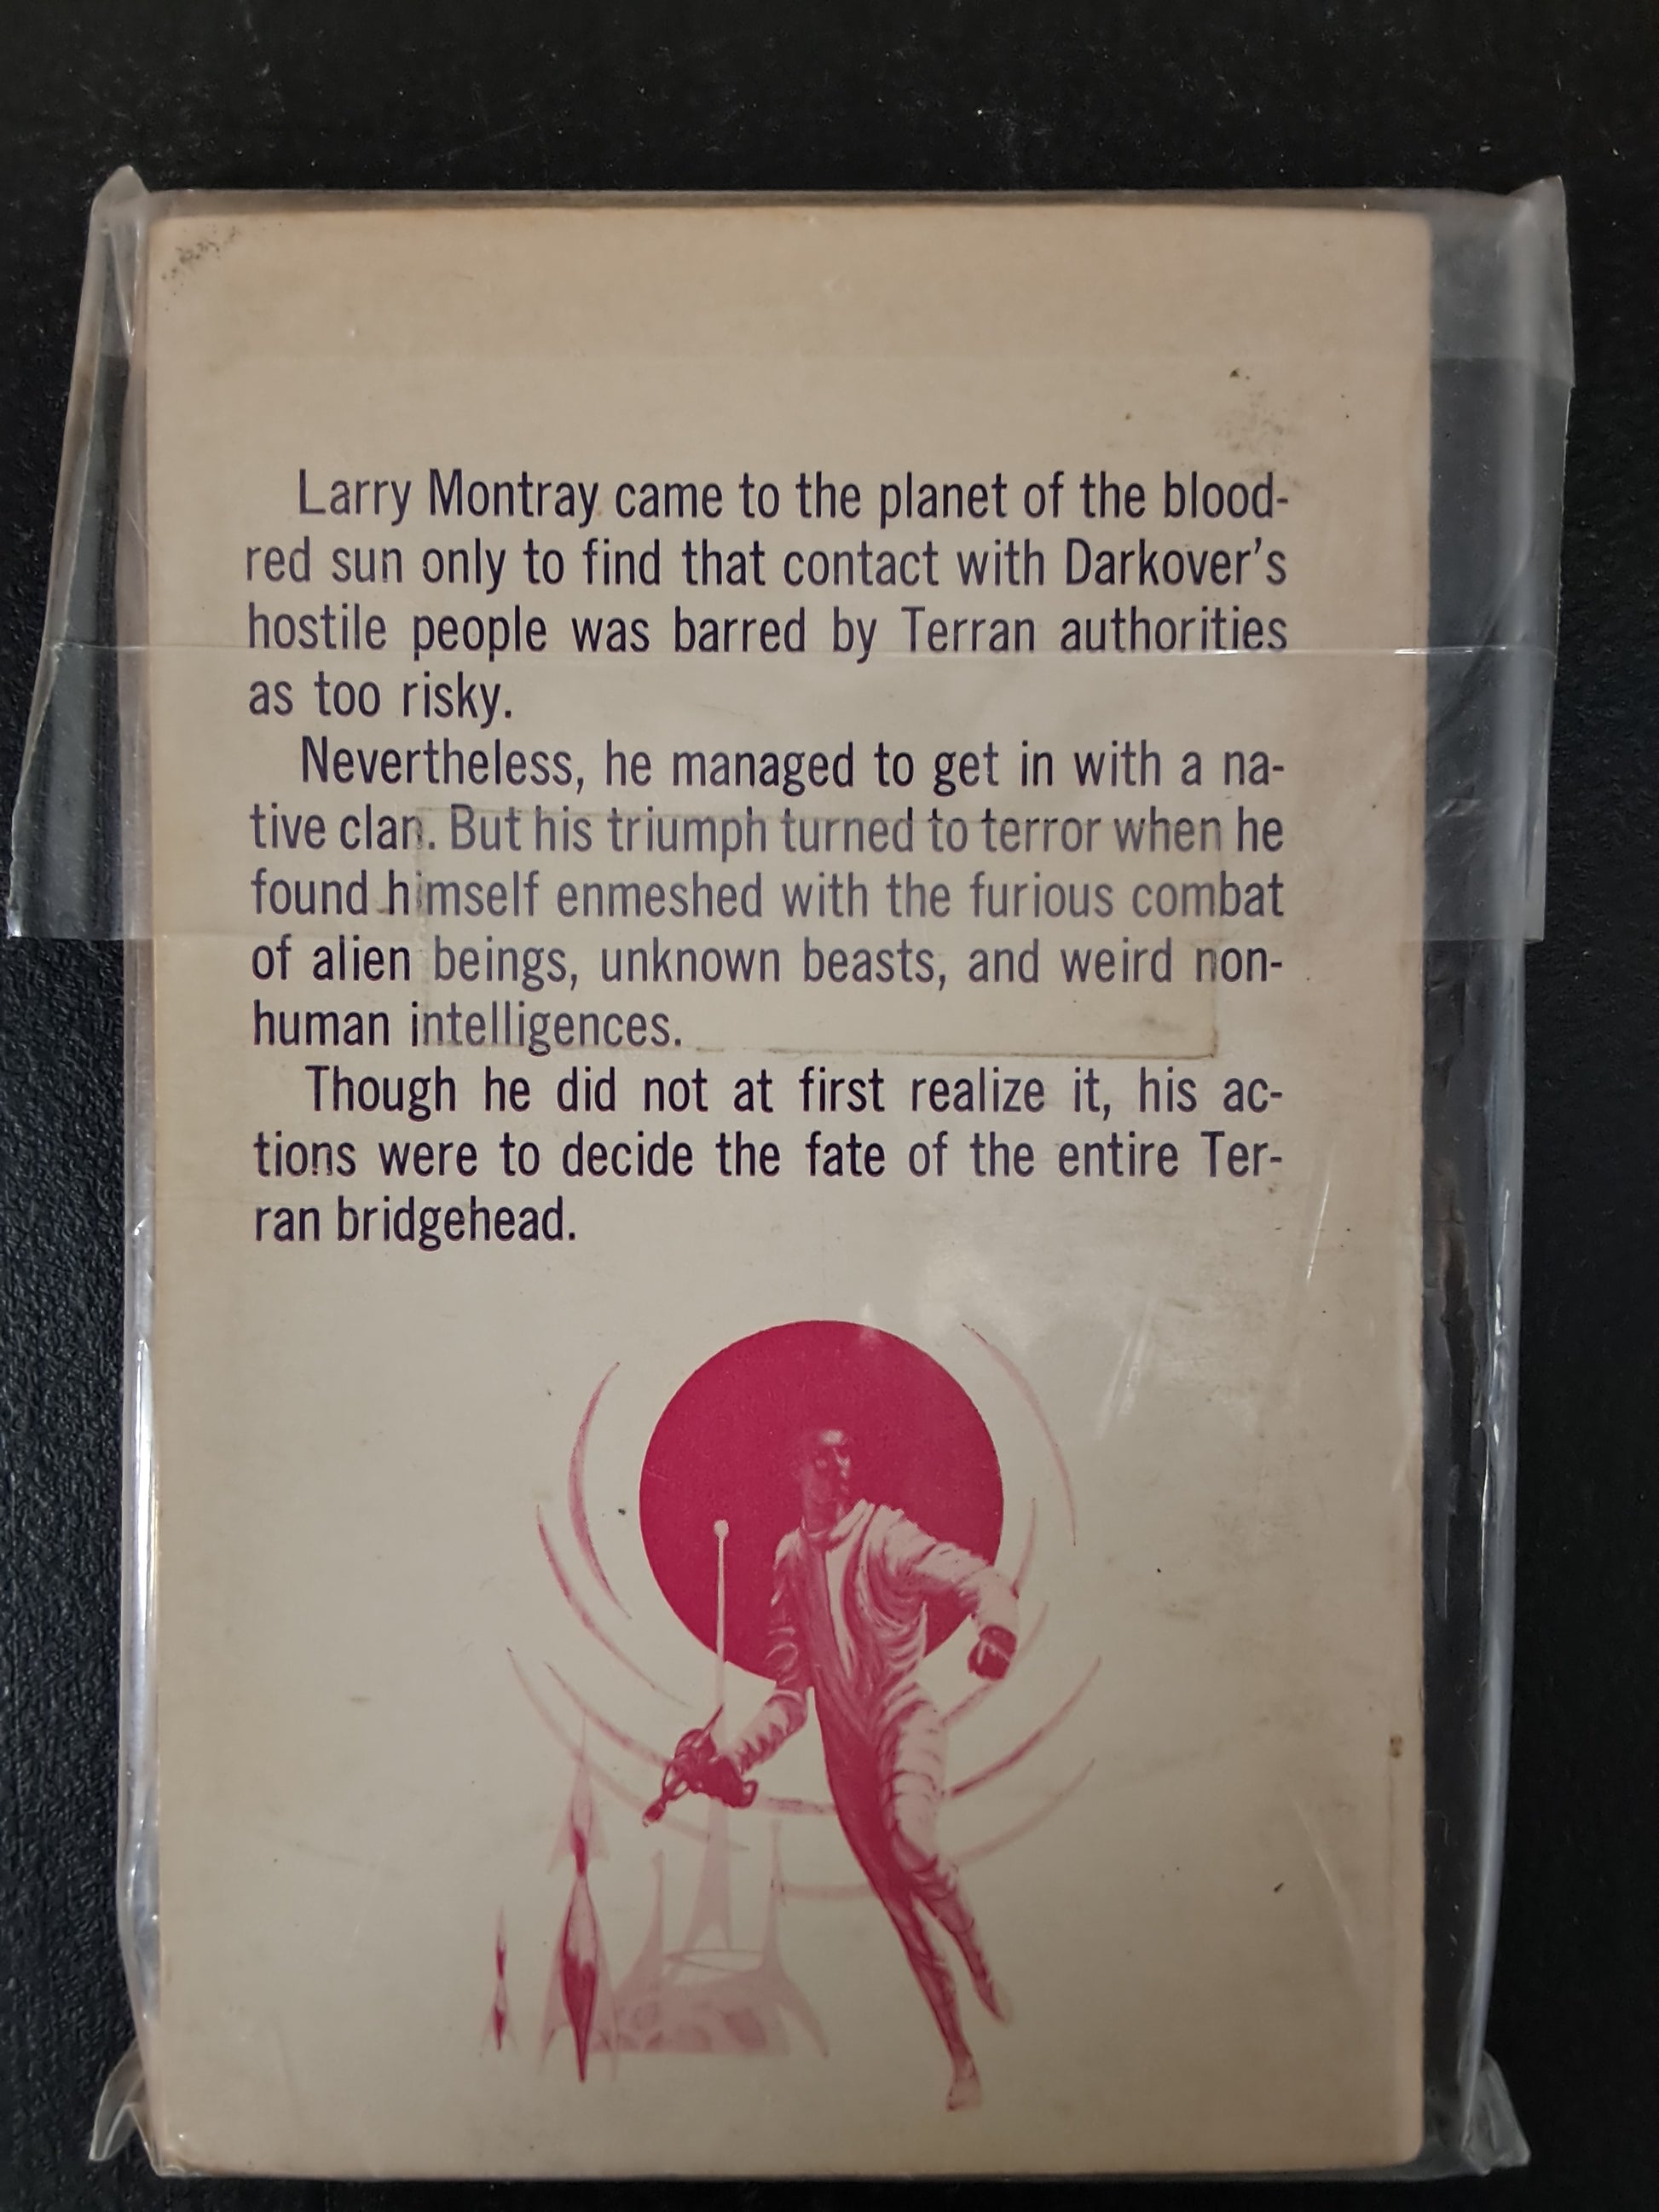 Larry Montray came to the planet of the blood-
red sun only to find that contact with Darkover's
hostile people was barred by Terran authorities
as too risky.
Nevertheless, he managed to get in with a na-
tive clan. But his triumph turned to terror when he
found himself enmeshed with the furious combat
of alien beings, unknown beasts, and weird non-
human intelligences.
Though he did not at first realize it, his ac-
tions were to decide the fate of the entire Ter-
ran bridgehead.